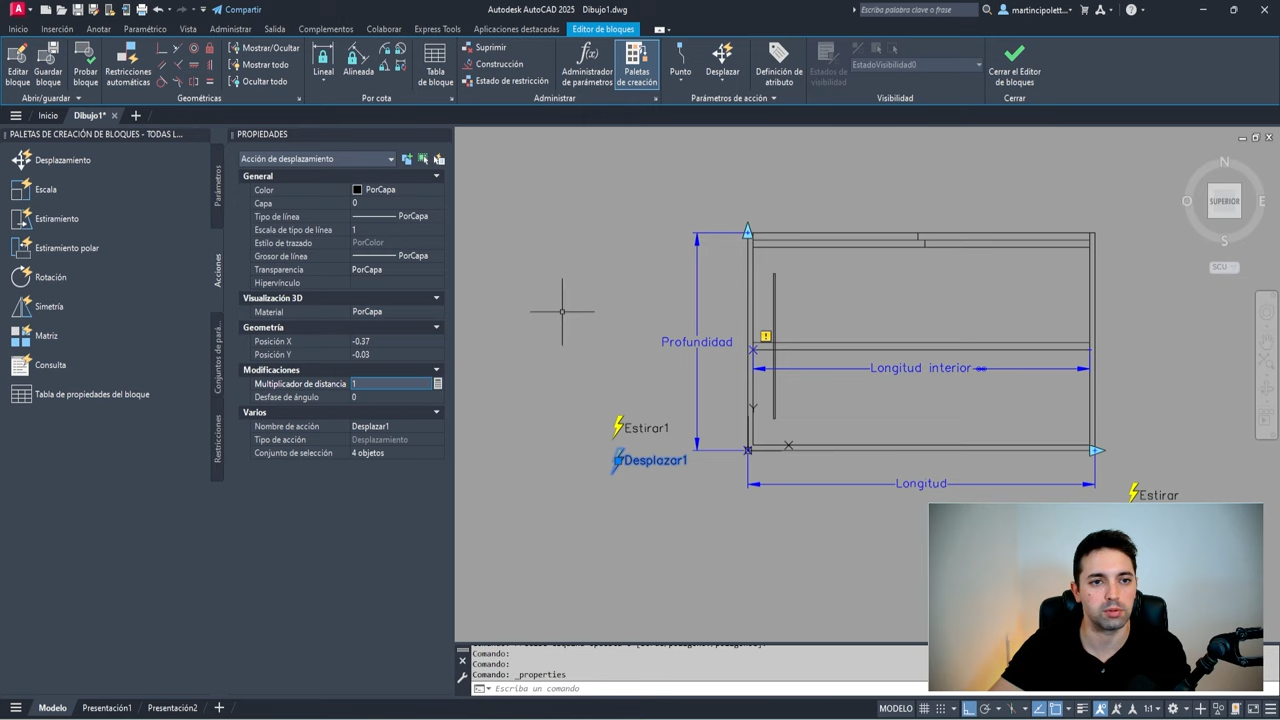 Compartir
Autodesk AutoCAD 2025 Dibujo1.dwg
Escriba palabra clave o frase
martincipolett...
Inicio Inserción Anotar Paramétrico Vista Administrar Complementos Colaborar Express Tools Aplicaciones destacadas Editor de bloques
Editar bloque
Guardar bloque
Probar bloque
Restricciones automáticas
Mostrar/Ocultar
Mostrar todo
Ocultar todo
Lineal
Alineada
Tabla de bloque
Suprimir
Construcción
Estado de restricción
Administrador de parámetros
Paletas de creación
Punto
Desplazar
Definición de atributo
Estados de visibilidad
EstadoVisibilidad0
Cerrar el Editor de bloques
Abrir/guardar Geométricas Por cota Administrar Parámetros de acción Visibilidad Cerrar
Inicio Dibujo1*
PALETAS DE CREACIÓN DE BLOQUES - TODAS L...
Desplazamiento
Escala
Estiramiento
Estiramiento polar
Rotación
Simetría
Matriz
Consulta
Tabla de propiedades del bloque
Parámetros
Acciones
Conjuntos de pará...
Restricciones
PROPIEDADES
Acción de desplazamiento
General
Color PorCapa
Capa 0
Tipo de línea PorCapa
Escala de tipo de línea 1
Estilo de trazado PorColor
Grosor de línea PorCapa
Transparencia PorCapa
Hipervínculo
Visualización 3D
Material PorCapa
Geometría
Posición X -0.37
Posición Y -0.03
Modificaciones
Multiplicador de distancia 1
Desfase de ángulo 0
Varios
Nombre de acción Desplazar1
Tipo de acción Desplazamiento
Conjunto de selección 4 objetos
N
O SUPERIOR E
S
SCU
Profundidad
!
Longitud interior
Y
X
Estirar1
Desplazar1
Longitud
Estirar
Comando:
Comando:
Comando: _properties
Escriba un comando
Modelo Presentación1 Presentación2
MODELO
1:1